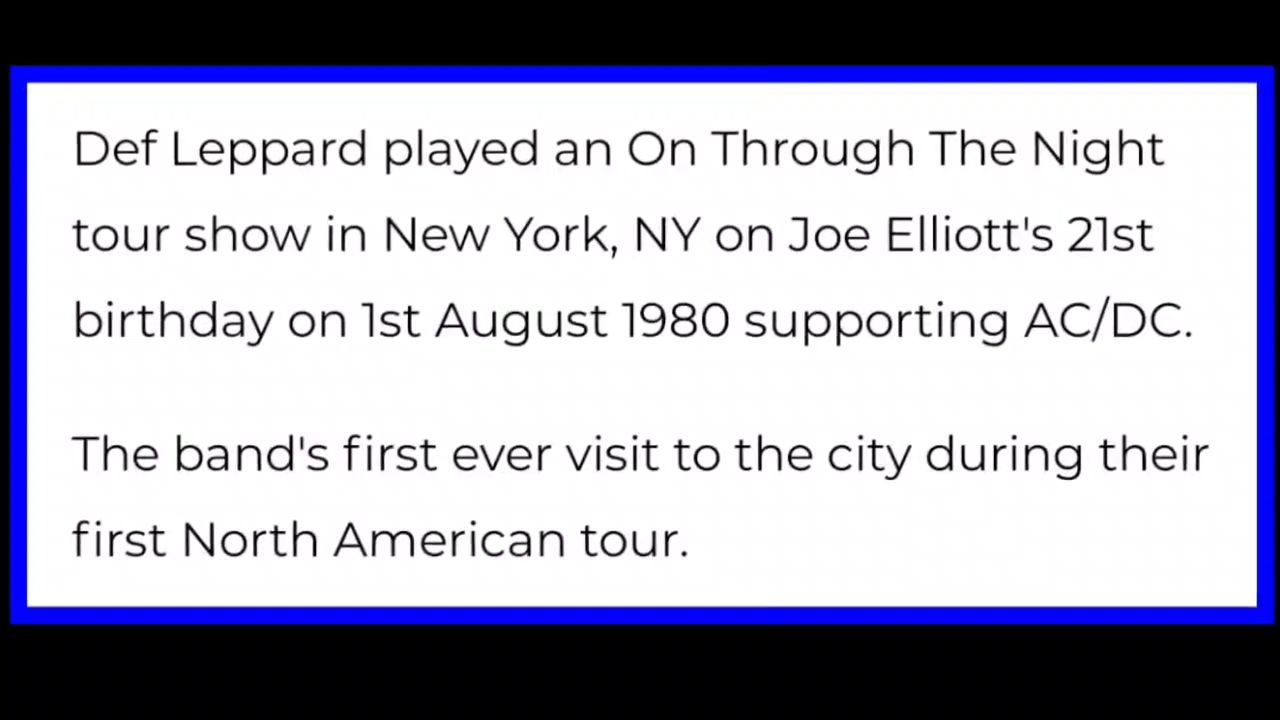 Def Leppard played an On Through The Night
tour show in New York, NY on Joe Elliott's 21st
birthday on 1st August 1980 supporting AC/DC.
The band's first ever visit to the city during their
first North American tour.